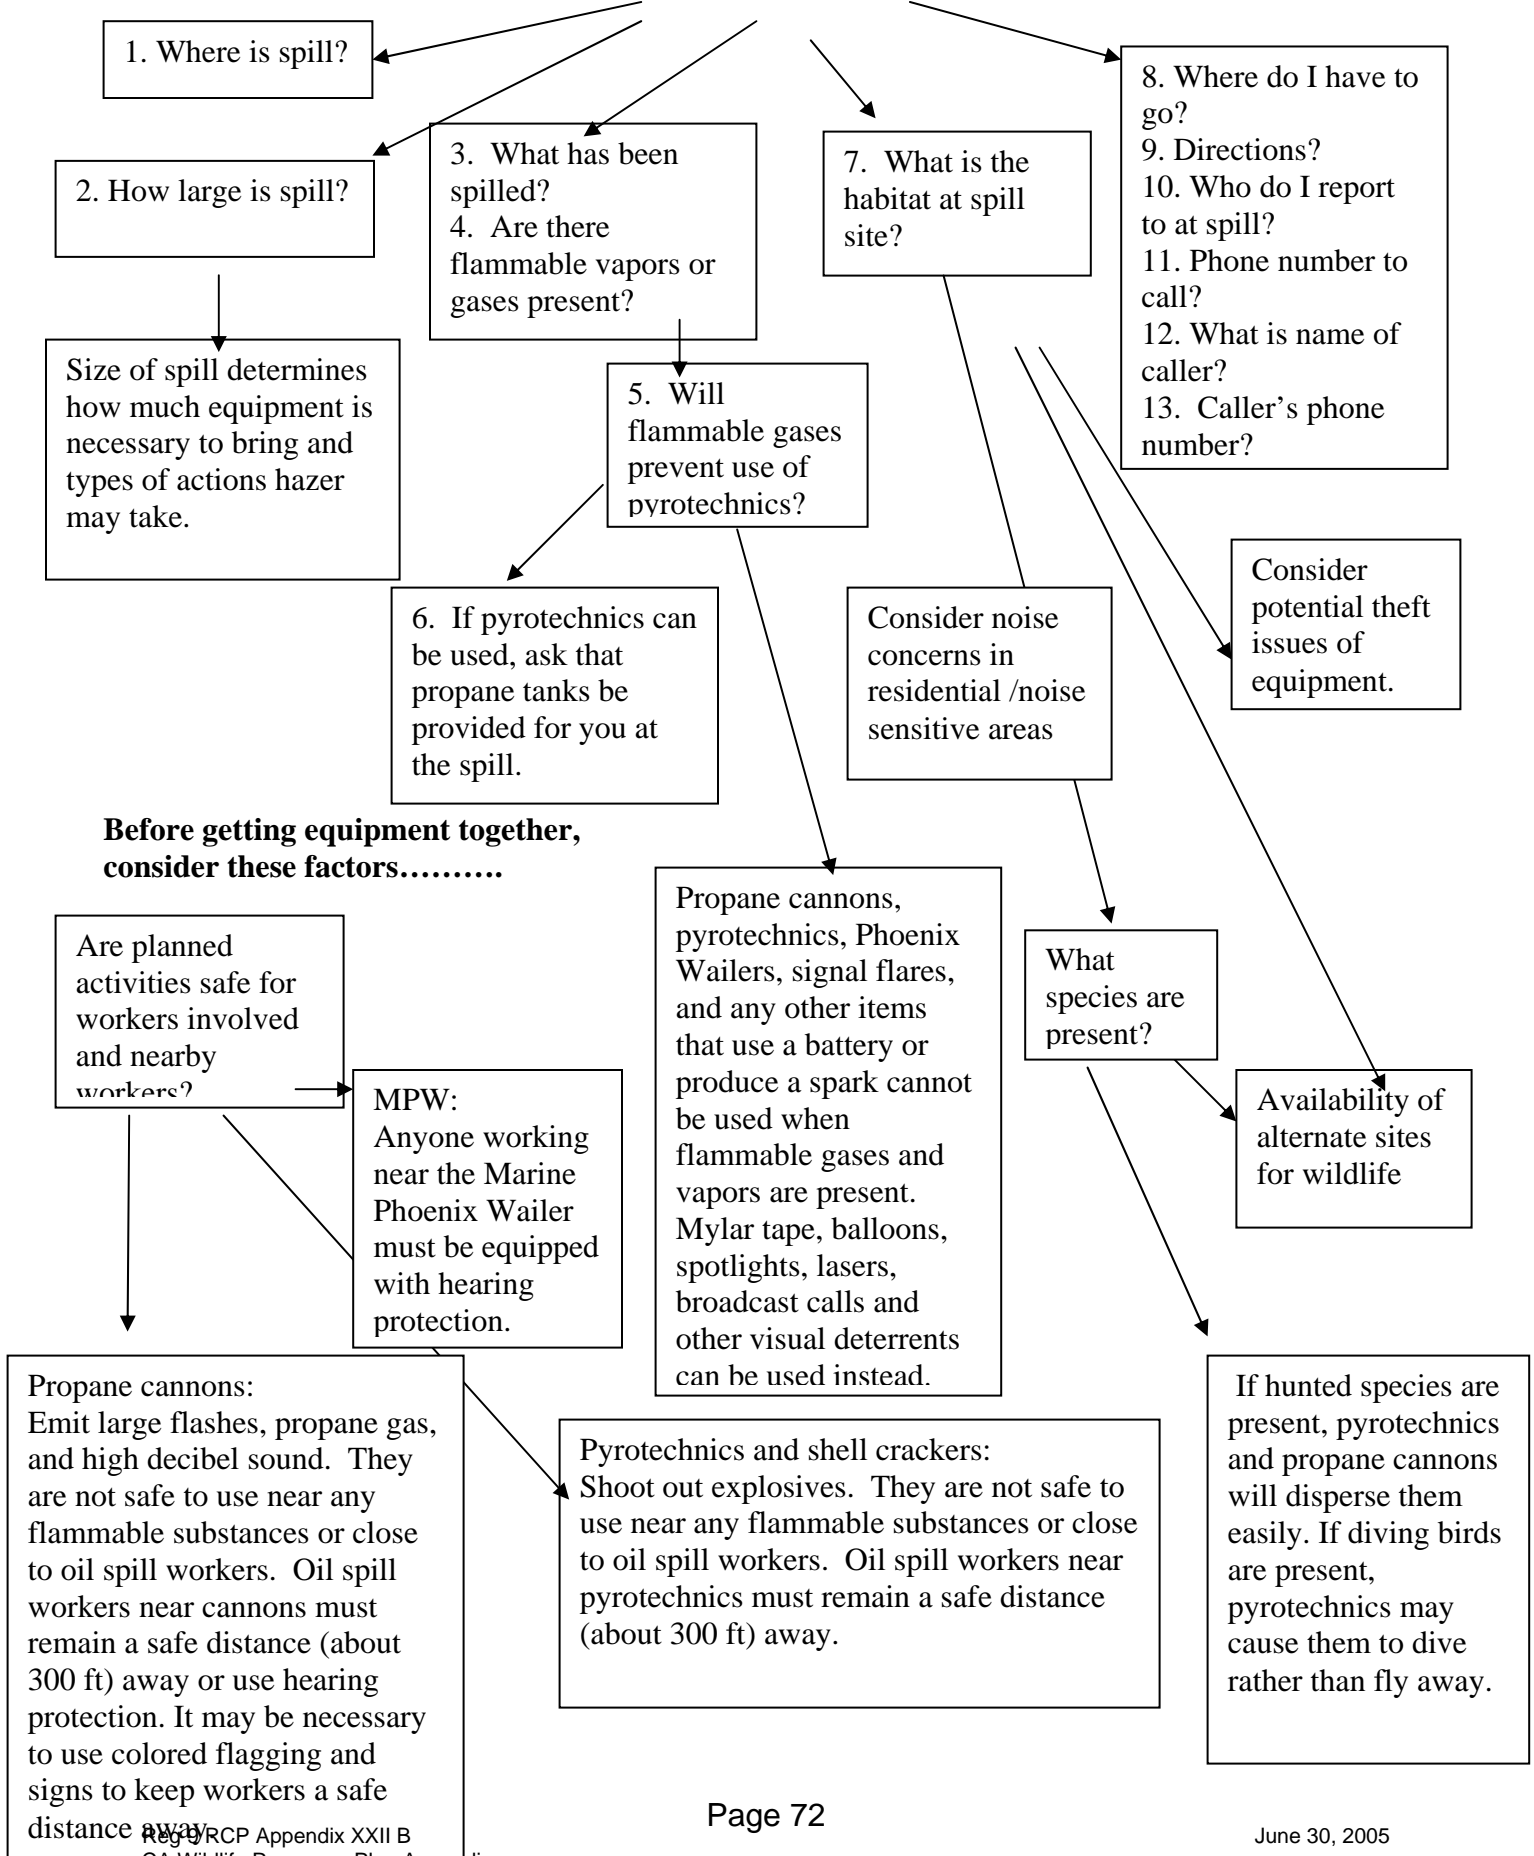 1. Where is spill?
2. How large is spill?
3.  What has been
spilled?
4.  Are there
flammable vapors or
gases present?
7.  What is the
habitat at spill
site?
8. Where do I have to
go?
9. Directions?
10. Who do I report
to at spill?
11. Phone number to
call?
12. What is name of
caller?
13.  Caller’s phone
number?
Size of spill determines
how much equipment is
necessary to bring and
types of actions hazer
may take.
5.  Will
flammable gases
prevent use of
pyrotechnics?
6.  If pyrotechnics can
be used, ask that
propane tanks be
provided for you at
the spill.
Consider noise
concerns in
residential /noise
sensitive areas
Consider
potential theft
issues of
equipment.
Before getting equipment together,
consider these factors……….
Are planned
activities safe for
workers involved
and nearby
workers?
MPW:
Anyone working
near the Marine
Phoenix Wailer
must be equipped
with hearing
protection.
Propane cannons,
pyrotechnics, Phoenix
Wailers, signal flares,
and any other items
that use a battery or
produce a spark cannot
be used when
flammable gases and
vapors are present.
Mylar tape, balloons,
spotlights, lasers,
broadcast calls and
other visual deterrents
can be used instead.
What
species are
present?
Availability of
alternate sites
for wildlife
Propane cannons:
Emit large flashes, propane gas,
and high decibel sound.  They
are not safe to use near any
flammable substances or close
to oil spill workers.  Oil spill
workers near cannons must
remain a safe distance (about
300 ft) away or use hearing
protection. It may be necessary
to use colored flagging and
signs to keep workers a safe
distance away.
Pyrotechnics and shell crackers:
Shoot out explosives.  They are not safe to
use near any flammable substances or close
to oil spill workers.  Oil spill workers near
pyrotechnics must remain a safe distance
(about 300 ft) away.
If hunted species are
present, pyrotechnics
and propane cannons
will disperse them
easily. If diving birds
are present,
pyrotechnics may
cause them to dive
rather than fly away.
Page 72
Reg 9 RCP Appendix XXII B
June 30, 2005